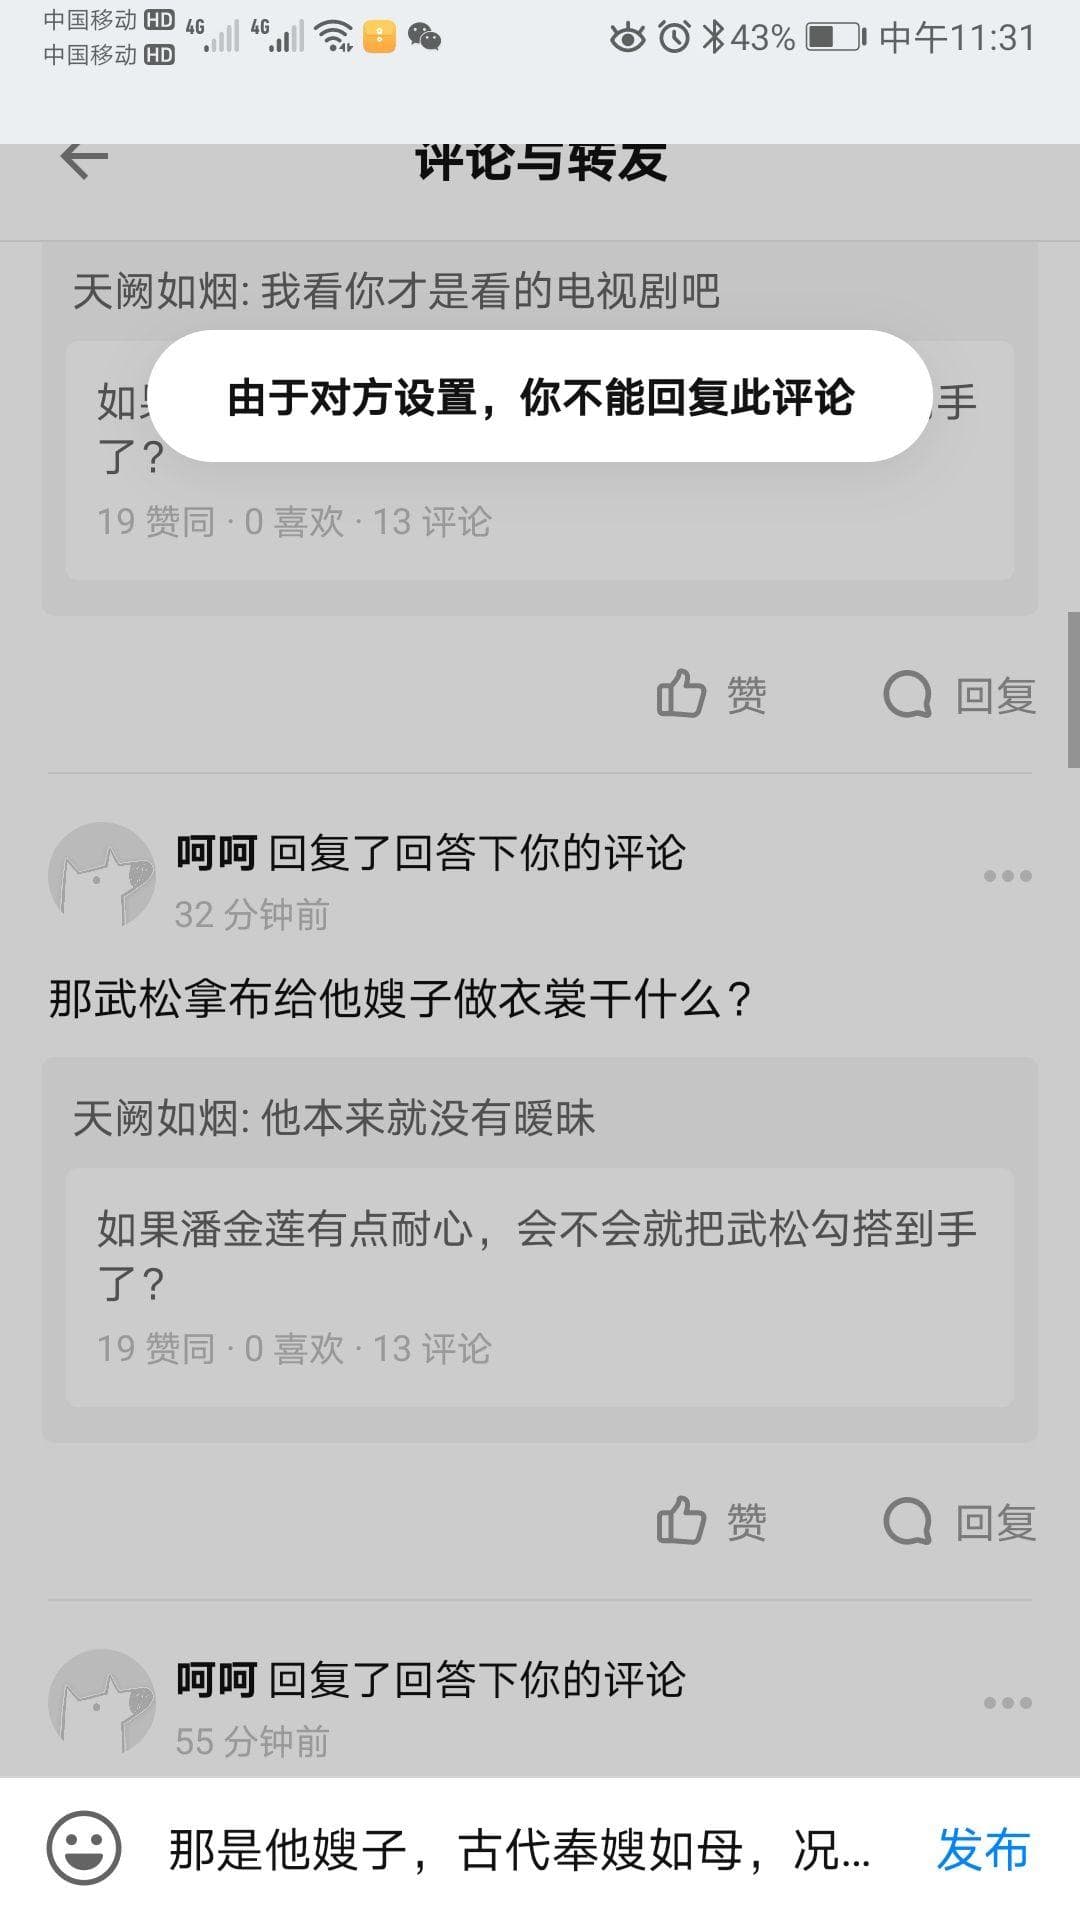 中国移动 HD 4G 4G 43% 中午11:31
中国移动 HD
评论与转发
天阙如烟: 我看你才是看的电视剧吧
由于对方设置，你不能回复此评论
如
手
了？
19 赞同 · 0 喜欢 · 13 评论
赞 回复
呵呵 回复了回答下你的评论
32 分钟前
那武松拿布给他嫂子做衣裳干什么？
天阙如烟: 他本来就没有暧昧
如果潘金莲有点耐心，会不会就把武松勾搭到手
了？
19 赞同 · 0 喜欢 · 13 评论
赞 回复
呵呵 回复了回答下你的评论
55 分钟前
那是他嫂子，古代奉嫂如母，况... 发布